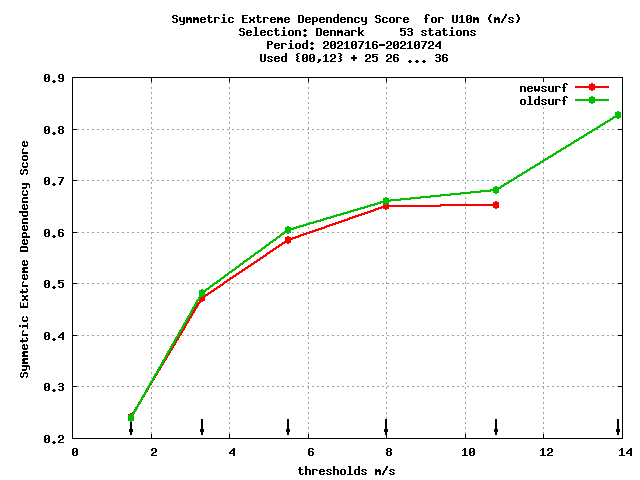 Symmetric Extreme Dependency Score  for U10m (m/s)
Selection: Denmark     53 stations
Period: 20210716-20210724
Used {00,12} + 25 26 ... 36
newsurf
oldsurf
Symmetric Extreme Dependency Score
0.9
0.8
0.7
0.6
0.5
0.4
0.3
0.2
0 2 4 6 8 10 12 14
thresholds m/s